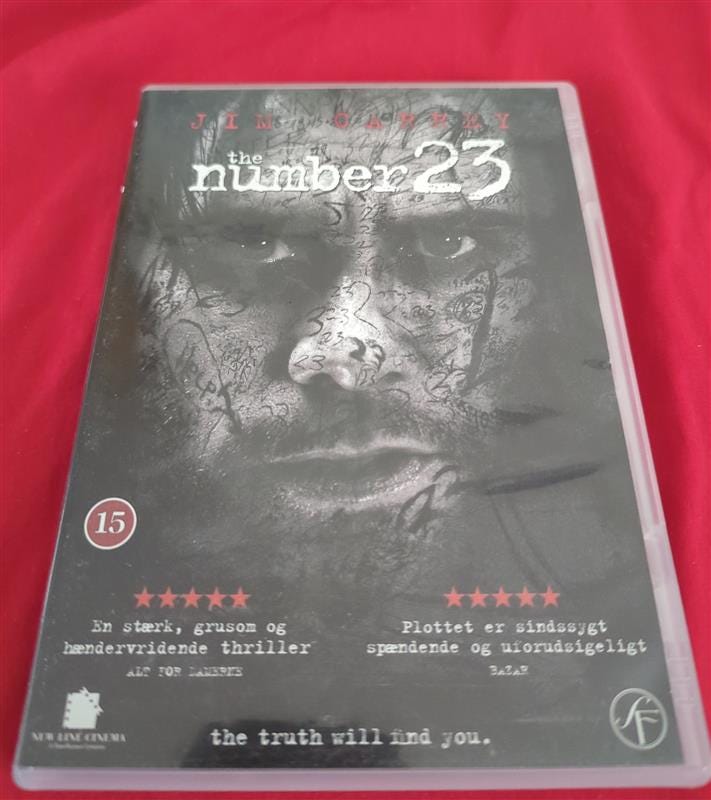 JIM CARREY
the
number 23
15
En stærk, grusom og
hændervridende thriller
ALT FOR DAMERNE
Plottet er sindssygt
spændende og uforudsigeligt
BAZAR
NEW LINE CINEMA
SF
the truth will find you.